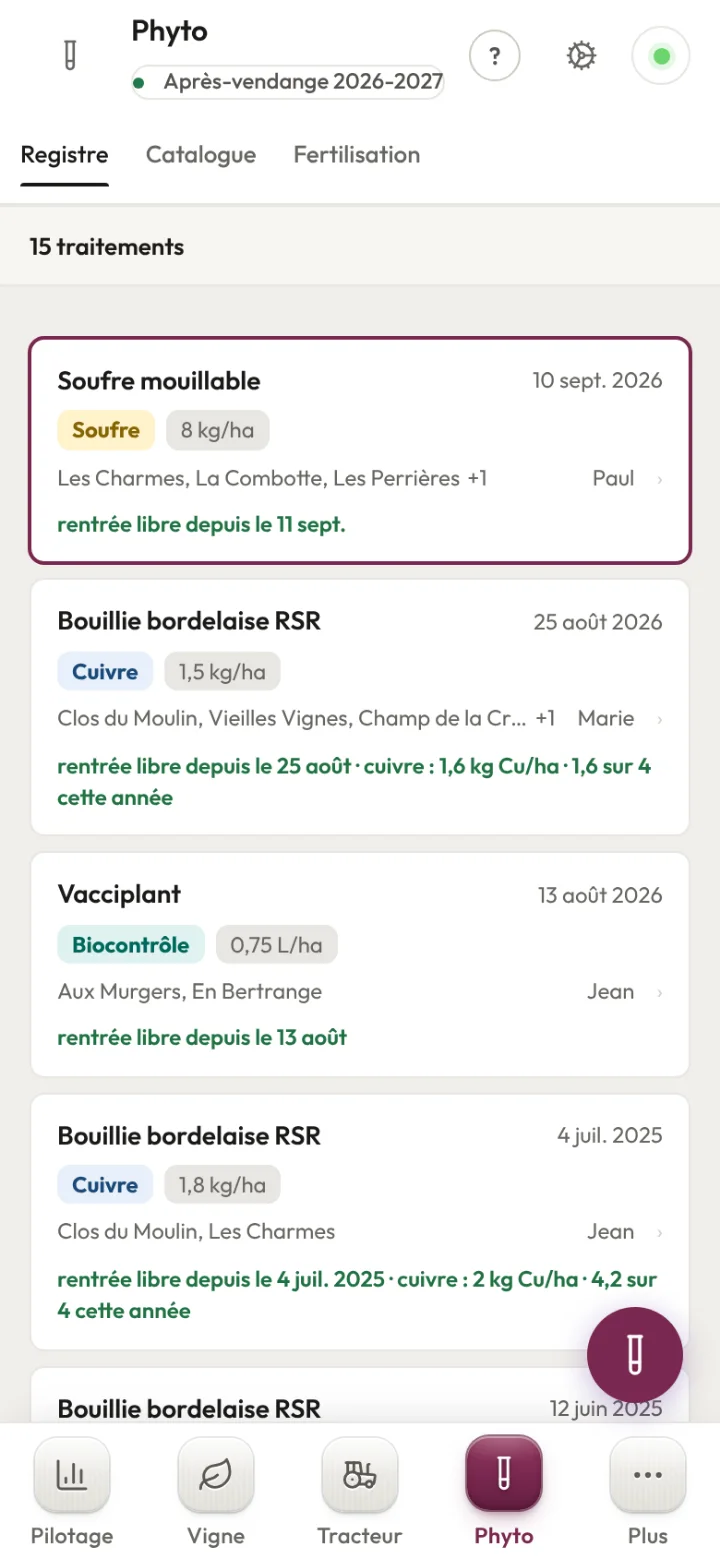 Phyto
?
Après-vendange 2026-2027
Registre
Catalogue
Fertilisation
15 traitements
Soufre mouillable
10 sept. 2026
Soufre
8 kg/ha
Les Charmes, La Combotte, Les Perrières +1
Paul
rentrée libre depuis le 11 sept.
Bouillie bordelaise RSR
25 août 2026
Cuivre
1,5 kg/ha
Clos du Moulin, Vieilles Vignes, Champ de la Cr… +1
Marie
rentrée libre depuis le 25 août · cuivre : 1,6 kg Cu/ha · 1,6 sur 4
cette année
Vacciplant
13 août 2026
Biocontrôle
0,75 L/ha
Aux Murgers, En Bertrange
Jean
rentrée libre depuis le 13 août
Bouillie bordelaise RSR
4 juil. 2025
Cuivre
1,8 kg/ha
Clos du Moulin, Les Charmes
Jean
rentrée libre depuis le 4 juil. 2025 · cuivre : 2 kg Cu/ha · 4,2 sur
4 cette année
Bouillie bordelaise RSR
12 juin 2025
Pilotage
Vigne
Tracteur
Phyto
Plus